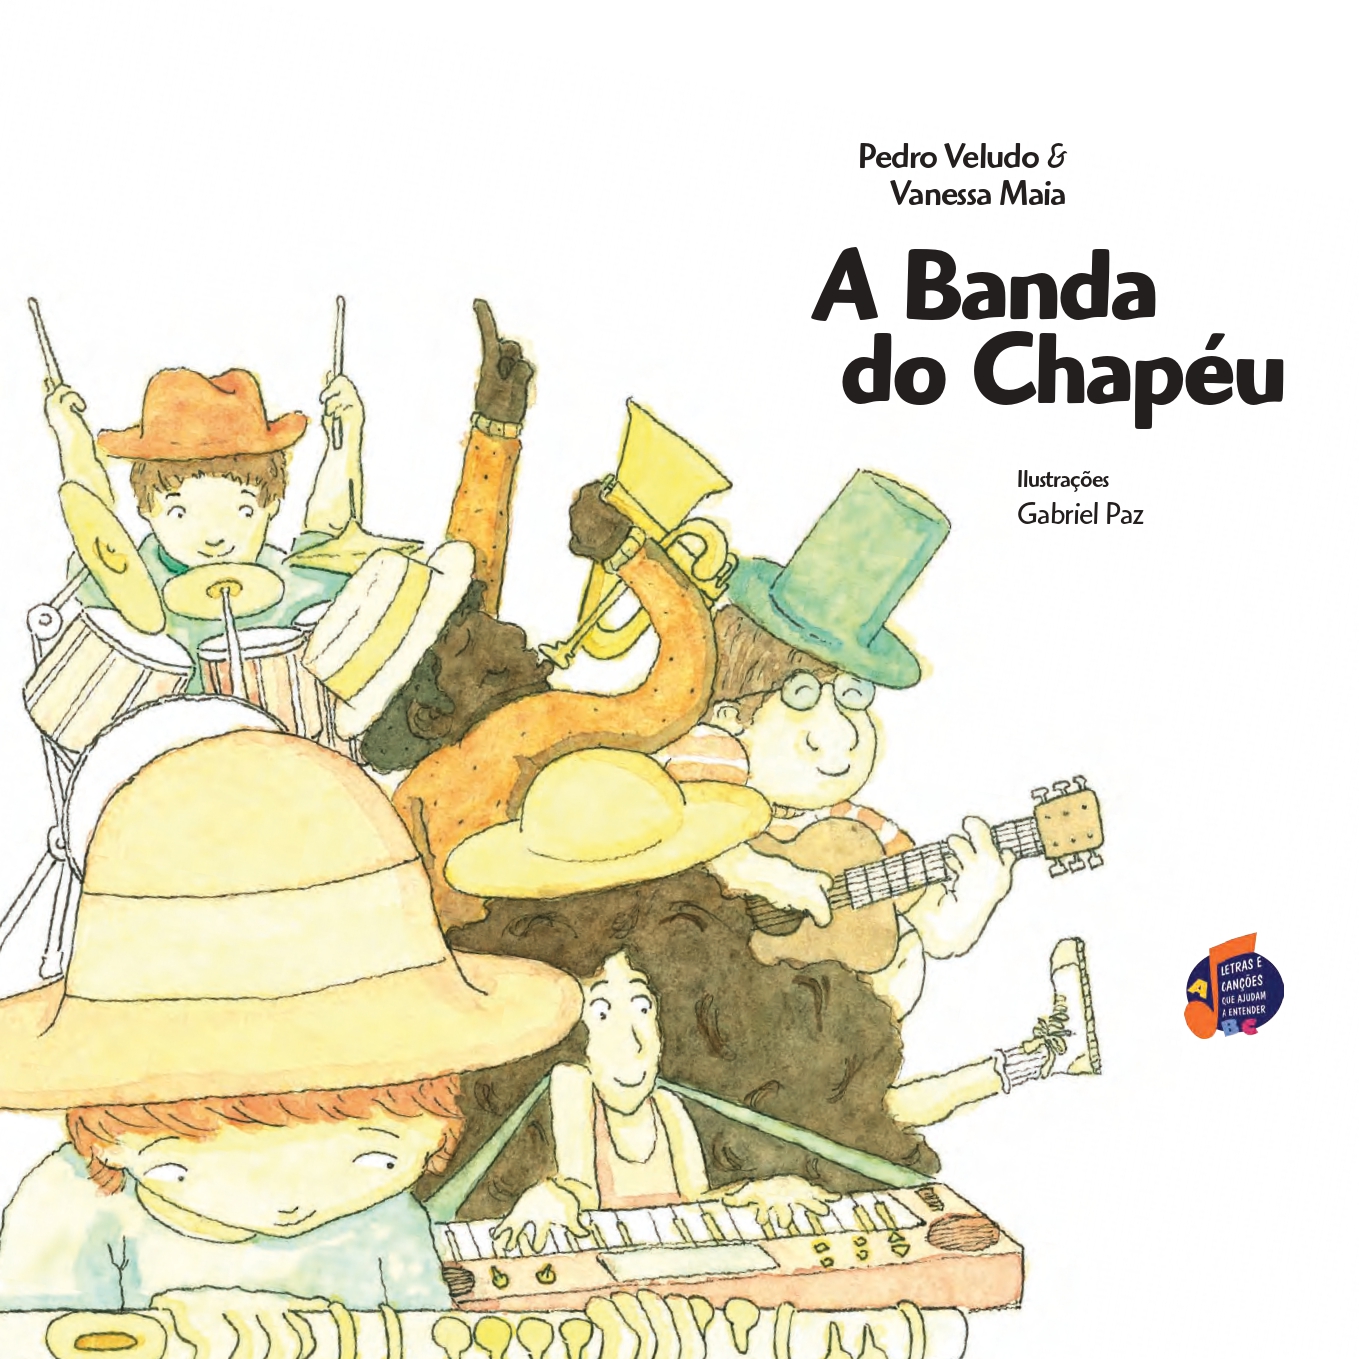 Pedro Veludo &
Vanessa Maia
A Banda
do Chapéu
Ilustrações
Gabriel Paz
LETRAS E
CANÇÕES
QUE AJUDAM
A ENTENDER
A
B C